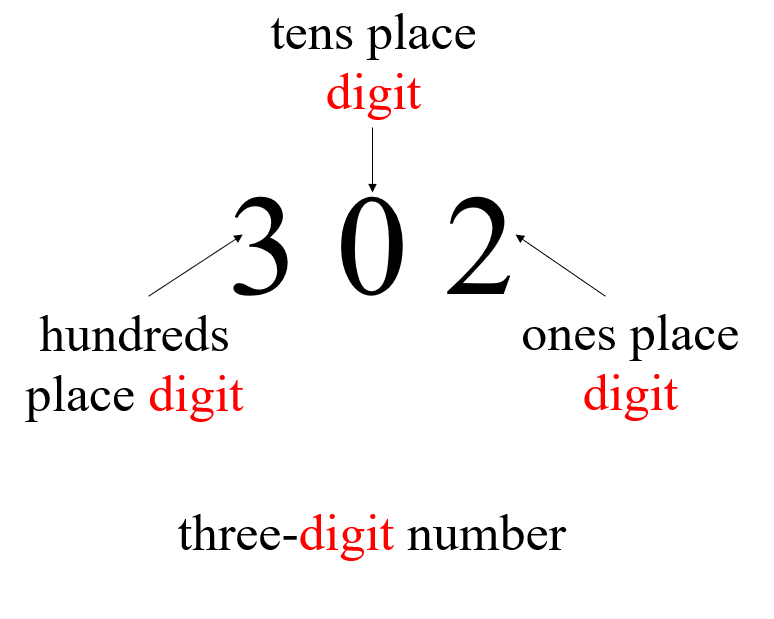 tens place
digit
3 0 2
hundreds
place digit
ones place
digit
three-digit number